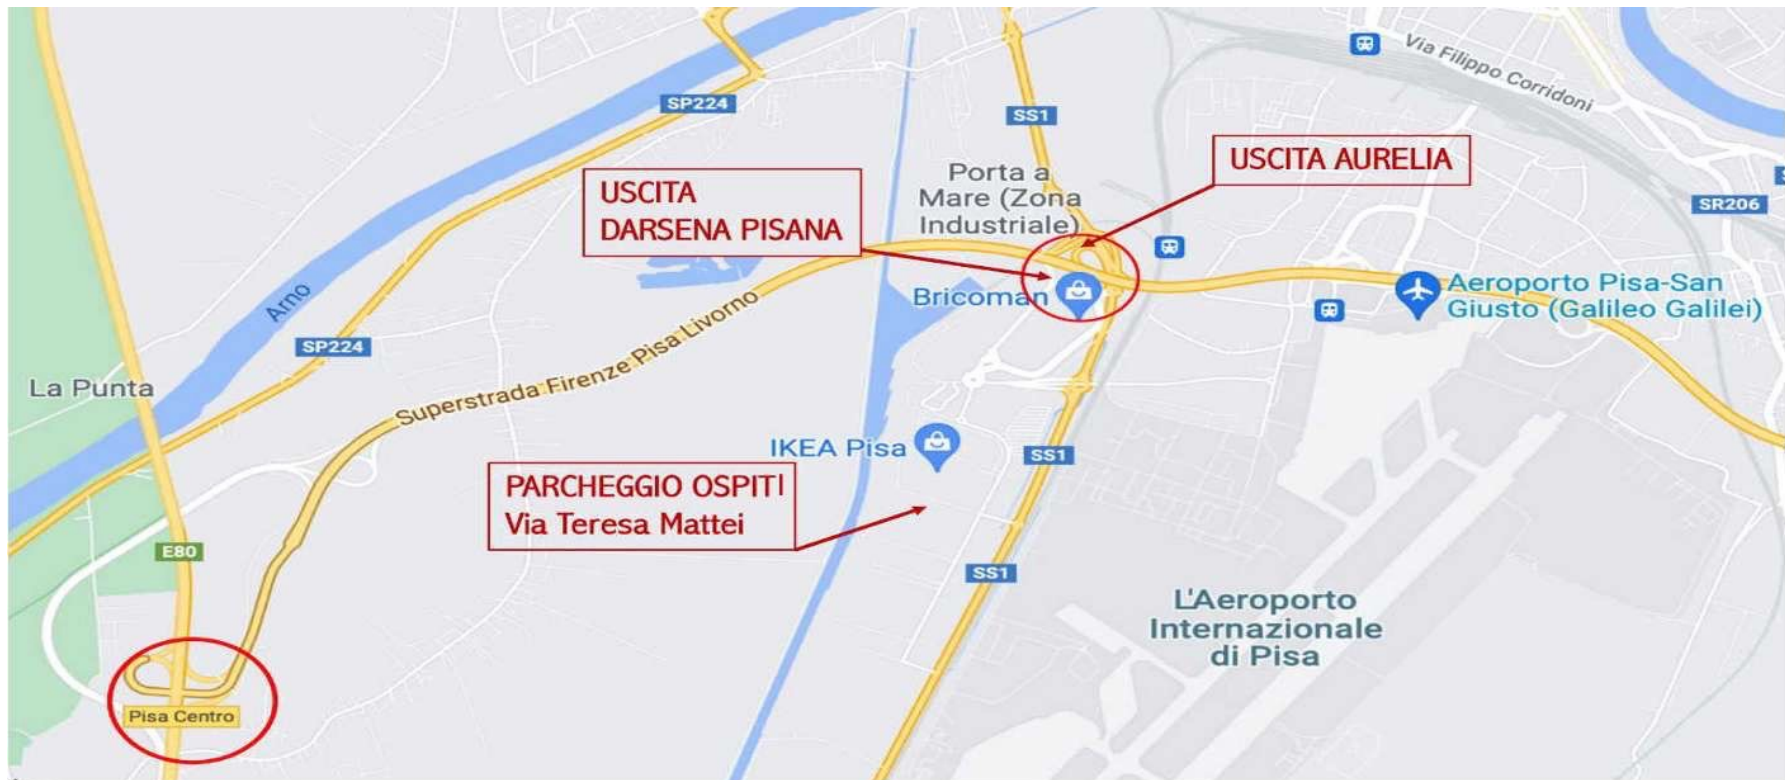 Via Filippo Corridoni
SP224
SS1
USCITA AURELIA
Porta a
Mare (Zona
Industriale)
USCITA
DARSENA PISANA
SR206
Bricoman
Aeroporto Pisa-San
Giusto (Galileo Galilei)
Arno
SP224
Superstrada Firenze Pisa Livorno
La Punta
IKEA Pisa
SS1
PARCHEGGIO OSPITI
Via Teresa Mattei
E80
SS1
L'Aeroporto
Internazionale
di Pisa
Pisa Centro